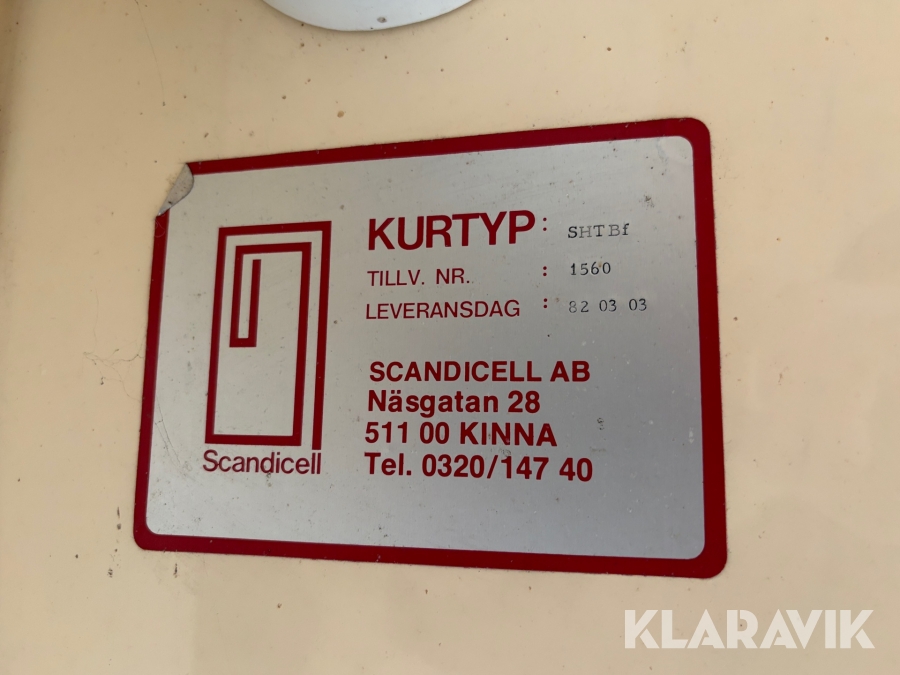 KURTYP : SHTBf
TILLV. NR. : 1560
LEVERANSDAG : 82 03 03
SCANDICELL AB
Näsgatan 28
511 00 KINNA
Tel. 0320/147 40
Scandicell
KLARAVIK